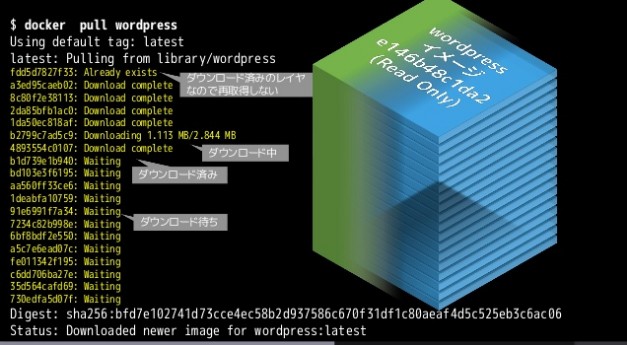 $ docker pull wordpress
Using default tag: latest
latest: Pulling from library/wordpress
fdd5d7827f33: Already exists
a3ed95caeb02: Download complete
8c80f2e38113: Download complete
2da85bfb1ac0: Download complete
1da50ec818af: Download complete
b2799c7ad5c9: Downloading 1.113 MB/2.844 MB
4893554c0107: Download complete
b1d739e1b940: Waiting
bd103e3f6195: Waiting
aa560ff33ce6: Waiting
1deabfa10759: Waiting
91e6991f7a34: Waiting
7234c82b998e: Waiting
6bf8bdf2e550: Waiting
a5c7e6ead07c: Waiting
fe011342f195: Waiting
c6dd706ba27e: Waiting
35d564cafd69: Waiting
730edfa5d07f: Waiting
Digest: sha256:bfd7e102741d73cce4ec58b2d937586c670f31df1c80aeaf4d5c525eb3c6ac06
Status: Downloaded newer image for wordpress:latest
ダウンロード済みのレイヤ
なので再取得しない
ダウンロード中
ダウンロード済み
ダウンロード待ち
wordpress
イメージ
e146b48c1da2
(Read Only)